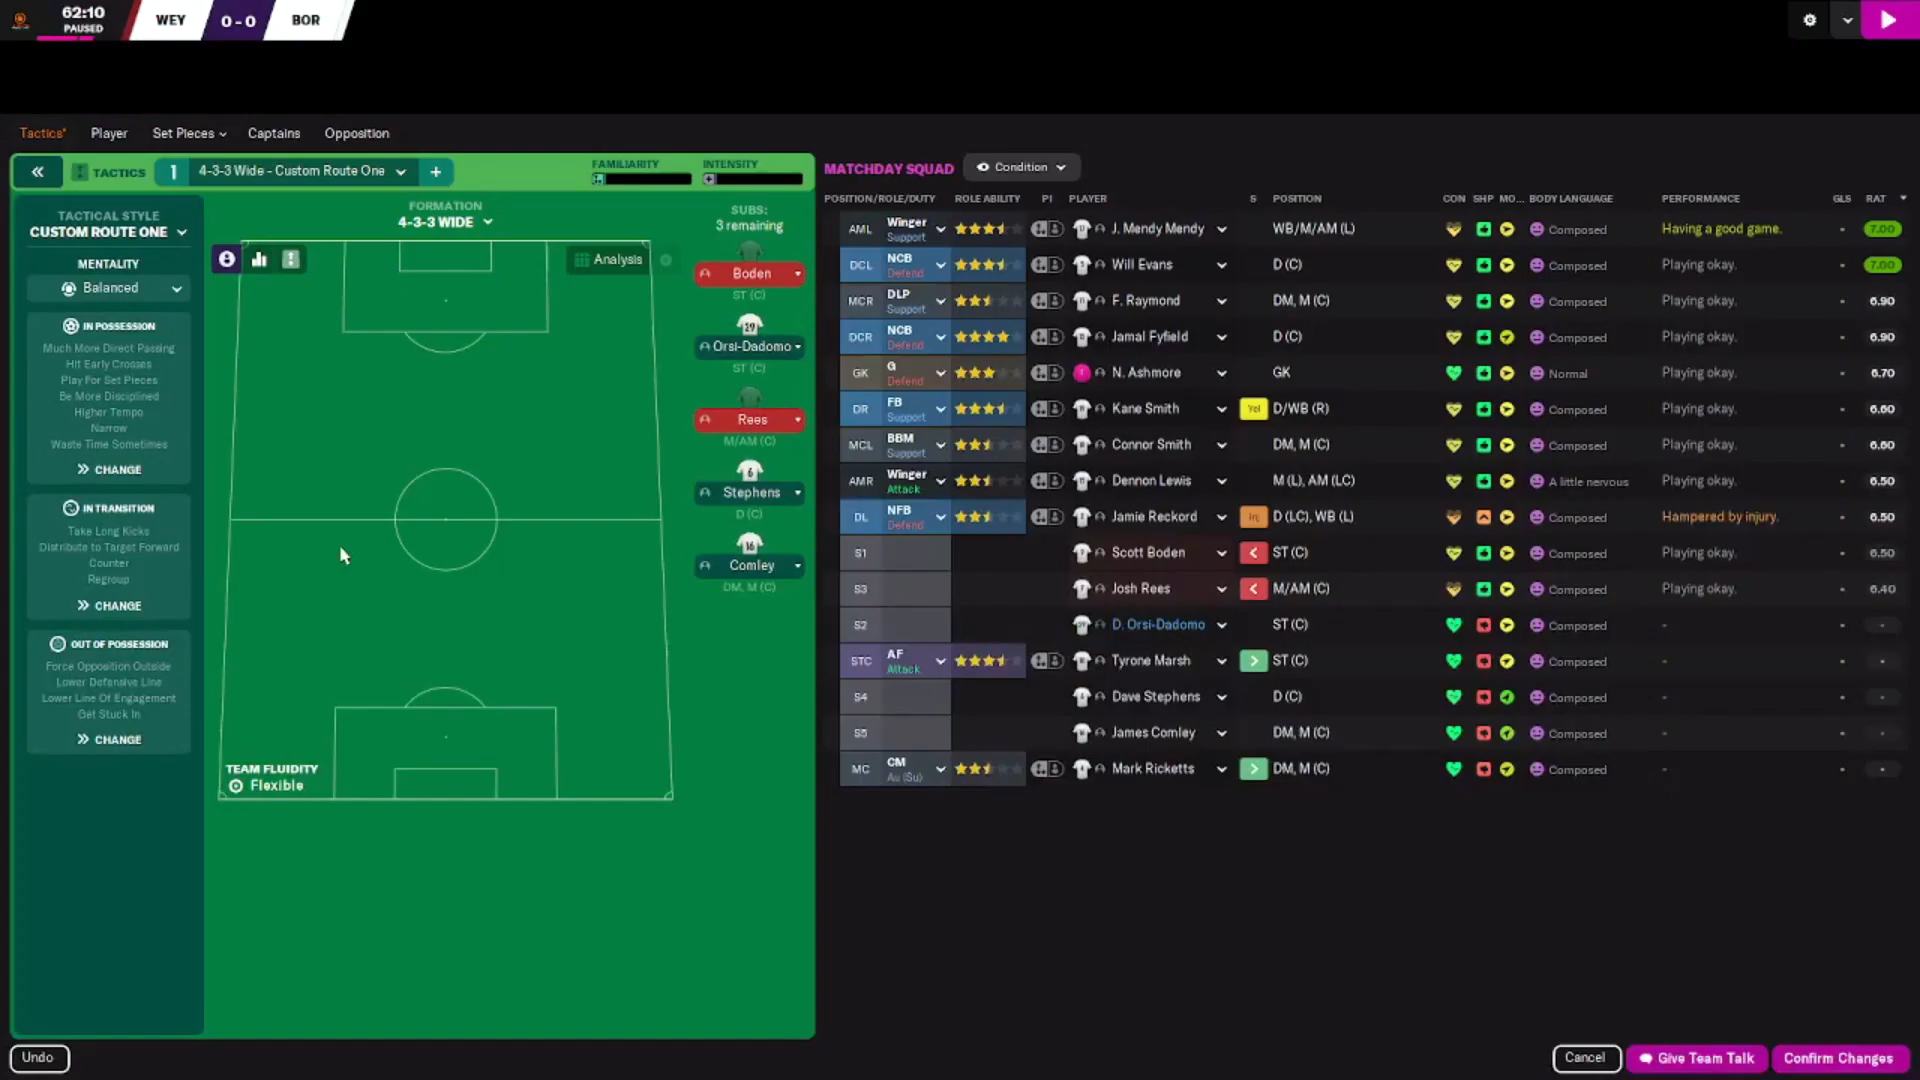 62:10
PAUSED
WEY
0 - 0
BOR
Tactics*
Player
Set Pieces
Captains
Opposition
TACTICS
1
4-3-3 Wide - Custom Route One
+
FAMILIARITY
INTENSITY
TACTICAL STYLE
CUSTOM ROUTE ONE
MENTALITY
Balanced
IN POSSESSION
Much More Direct Passing
Hit Early Crosses
Play For Set Pieces
Be More Disciplined
Higher Tempo
Narrow
Waste Time Sometimes
CHANGE
IN TRANSITION
Take Long Kicks
Distribute to Target Forward
Counter
Regroup
CHANGE
OUT OF POSSESSION
Force Opposition Outside
Lower Defensive Line
Lower Line Of Engagement
Get Stuck In
CHANGE
FORMATION
4-3-3 WIDE
Analysis
TEAM FLUIDITY
Flexible
SUBS:
3 remaining
Boden
ST (C)
29
Orsi-Dadomo
ST (C)
Rees
M/AM (C)
6
Stephens
D (C)
16
Comley
DM, M (C)
MATCHDAY SQUAD
Condition
POSITION/ROLE/DUTY ROLE ABILITY PI PLAYER S POSITION CON SHP MO... BODY LANGUAGE PERFORMANCE GLS RAT
AML Winger Support J. Mendy Mendy WB/M/AM (L) Composed Having a good game. - 7.00
DCL NCB Defend Will Evans D (C) Composed Playing okay. - 7.00
MCR DLP Support F. Raymond DM, M (C) Composed Playing okay. - 6.90
DCR NCB Defend Jamal Fyfield D (C) Composed Playing okay. - 6.90
GK G Defend N. Ashmore GK Normal Playing okay. - 6.70
DR FB Support Kane Smith Yel D/WB (R) Composed Playing okay. - 6.60
MCL BBM Support Connor Smith DM, M (C) Composed Playing okay. - 6.60
AMR Winger Attack Dennon Lewis M (L), AM (LC) A little nervous Playing okay. - 6.50
DL NFB Defend Jamie Reckord Inj D (LC), WB (L) Composed Hampered by injury. - 6.50
S1 Scott Boden ST (C) Composed Playing okay. - 6.50
S3 Josh Rees M/AM (C) Composed Playing okay. - 6.40
S2 D. Orsi-Dadomo ST (C) Composed - - -
STC AF Attack Tyrone Marsh ST (C) Composed - - -
S4 Dave Stephens D (C) Composed - - -
S5 James Comley DM, M (C) Composed - - -
MC CM Au (Su) Mark Ricketts DM, M (C) Composed - - -
Undo
Cancel
Give Team Talk
Confirm Changes